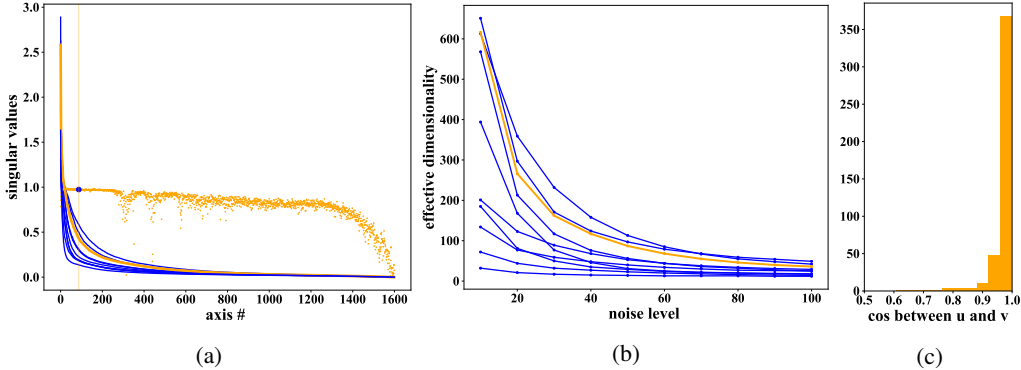 3.0
2.5
2.0
1.5
1.0
0.5
0.0
singular values
0 200 400 600 800 1000 1200 1400 1600
axis #
(a)
600
500
400
300
200
100
0
effective dimensionality
20 40 60 80 100
noise level
(b)
350
300
250
200
150
100
50
0
0.5 0.6 0.7 0.8 0.9 1.0
cos between u and v
(c)